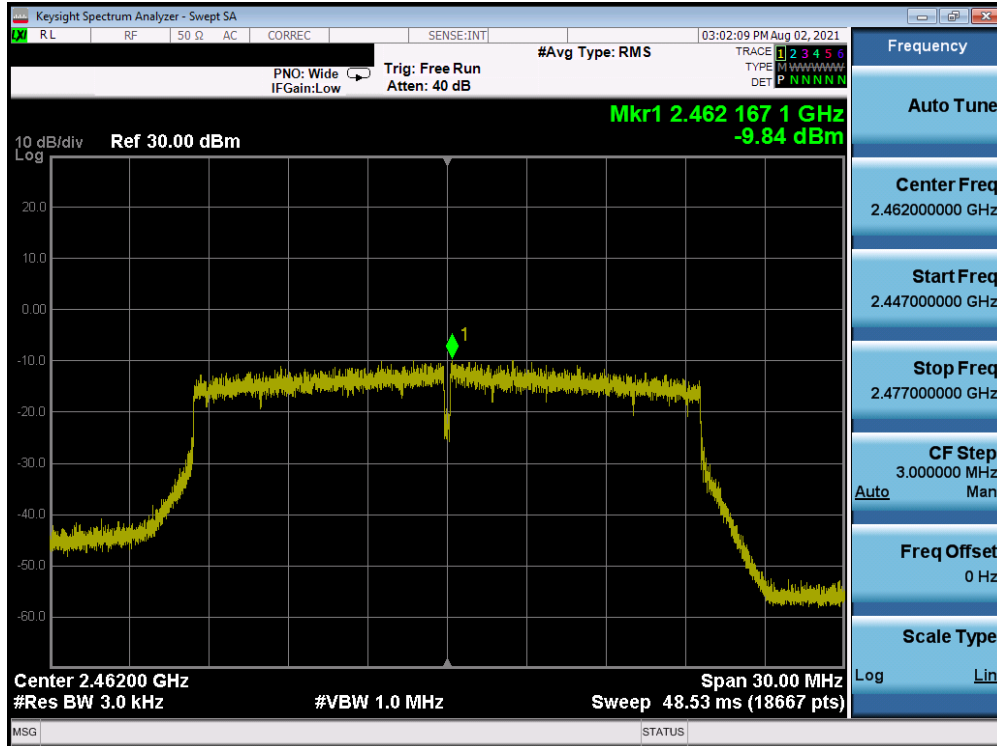 Keysight Spectrum Analyzer - Swept SA
LXI RL RF 50 Ω AC CORREC SENSE:INT 03:02:09 PM Aug 02, 2021
#Avg Type: RMS TRACE 1 2 3 4 5 6
PNO: Wide Trig: Free Run TYPE M WWWWW
IFGain:Low Atten: 40 dB DET P N N N N N
Mkr1 2.462 167 1 GHz
-9.84 dBm
10 dB/div Ref 30.00 dBm
Log
20.0
10.0
0.00
1
-10.0
-20.0
-30.0
-40.0
-50.0
-60.0
Center 2.46200 GHz Span 30.00 MHz
#Res BW 3.0 kHz #VBW 1.0 MHz Sweep 48.53 ms (18667 pts)
MSG STATUS
Frequency
Auto Tune
Center Freq
2.462000000 GHz
Start Freq
2.447000000 GHz
Stop Freq
2.477000000 GHz
CF Step
3.000000 MHz
Auto Man
Freq Offset
0 Hz
Scale Type
Log Lin